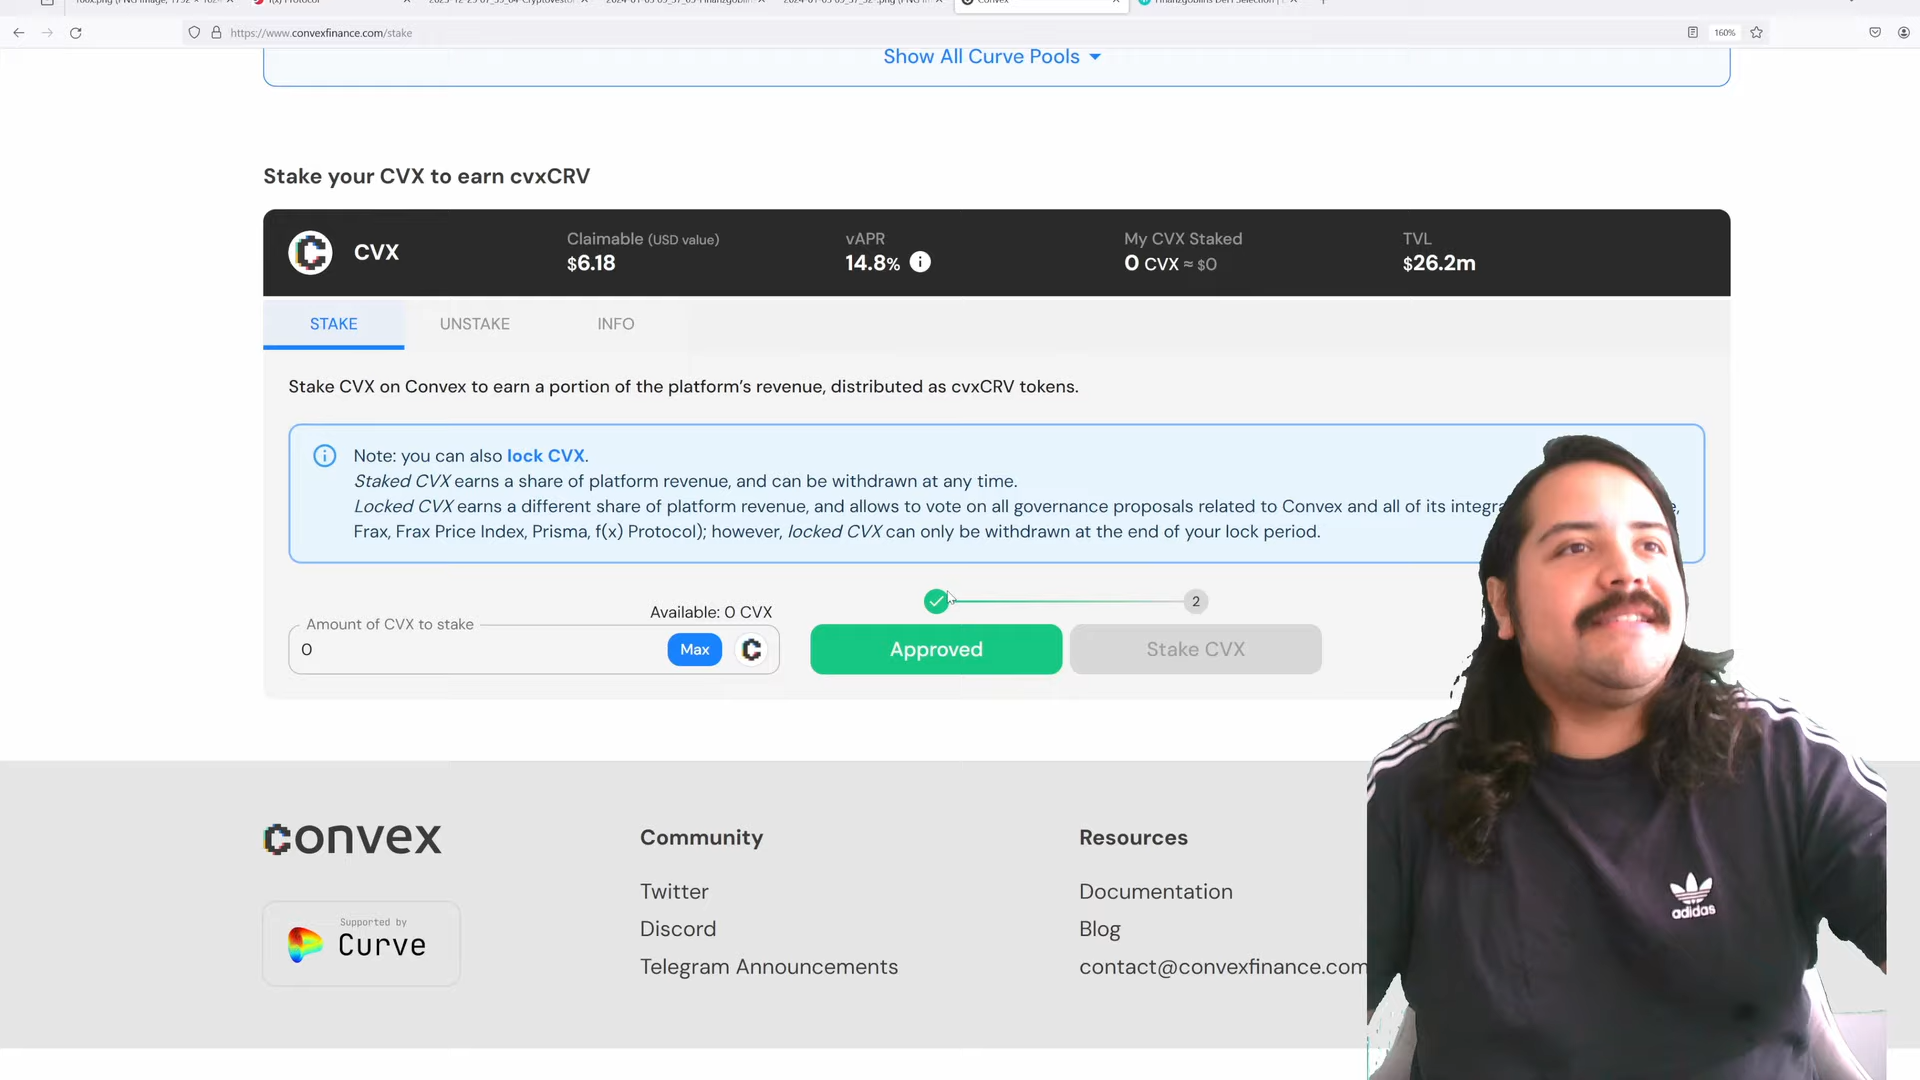 https://www.convexfinance.com/stake
160%
Show All Curve Pools
Stake your CVX to earn cvxCRV
CVX
Claimable (USD value)
$6.18
vAPR
14.8%
My CVX Staked
0 CVX ≈ $0
TVL
$26.2m
STAKE
UNSTAKE
INFO
Stake CVX on Convex to earn a portion of the platform's revenue, distributed as cvxCRV tokens.
Note: you can also lock CVX.
Staked CVX earns a share of platform revenue, and can be withdrawn at any time.
Locked CVX earns a different share of platform revenue, and allows to vote on all governance proposals related to Convex and all of its
Frax, Frax Price Index, Prisma, f(x) Protocol); however, locked CVX can only be withdrawn at the end of your lock period.
Available: 0 CVX
2
Amount of CVX to stake
0
Max
Approved
Stake CVX
Convex
Community
Resources
Twitter
Documentation
Supported by
Curve
Discord
Blog
Telegram Announcements
contact@convexfinance.com
adidas